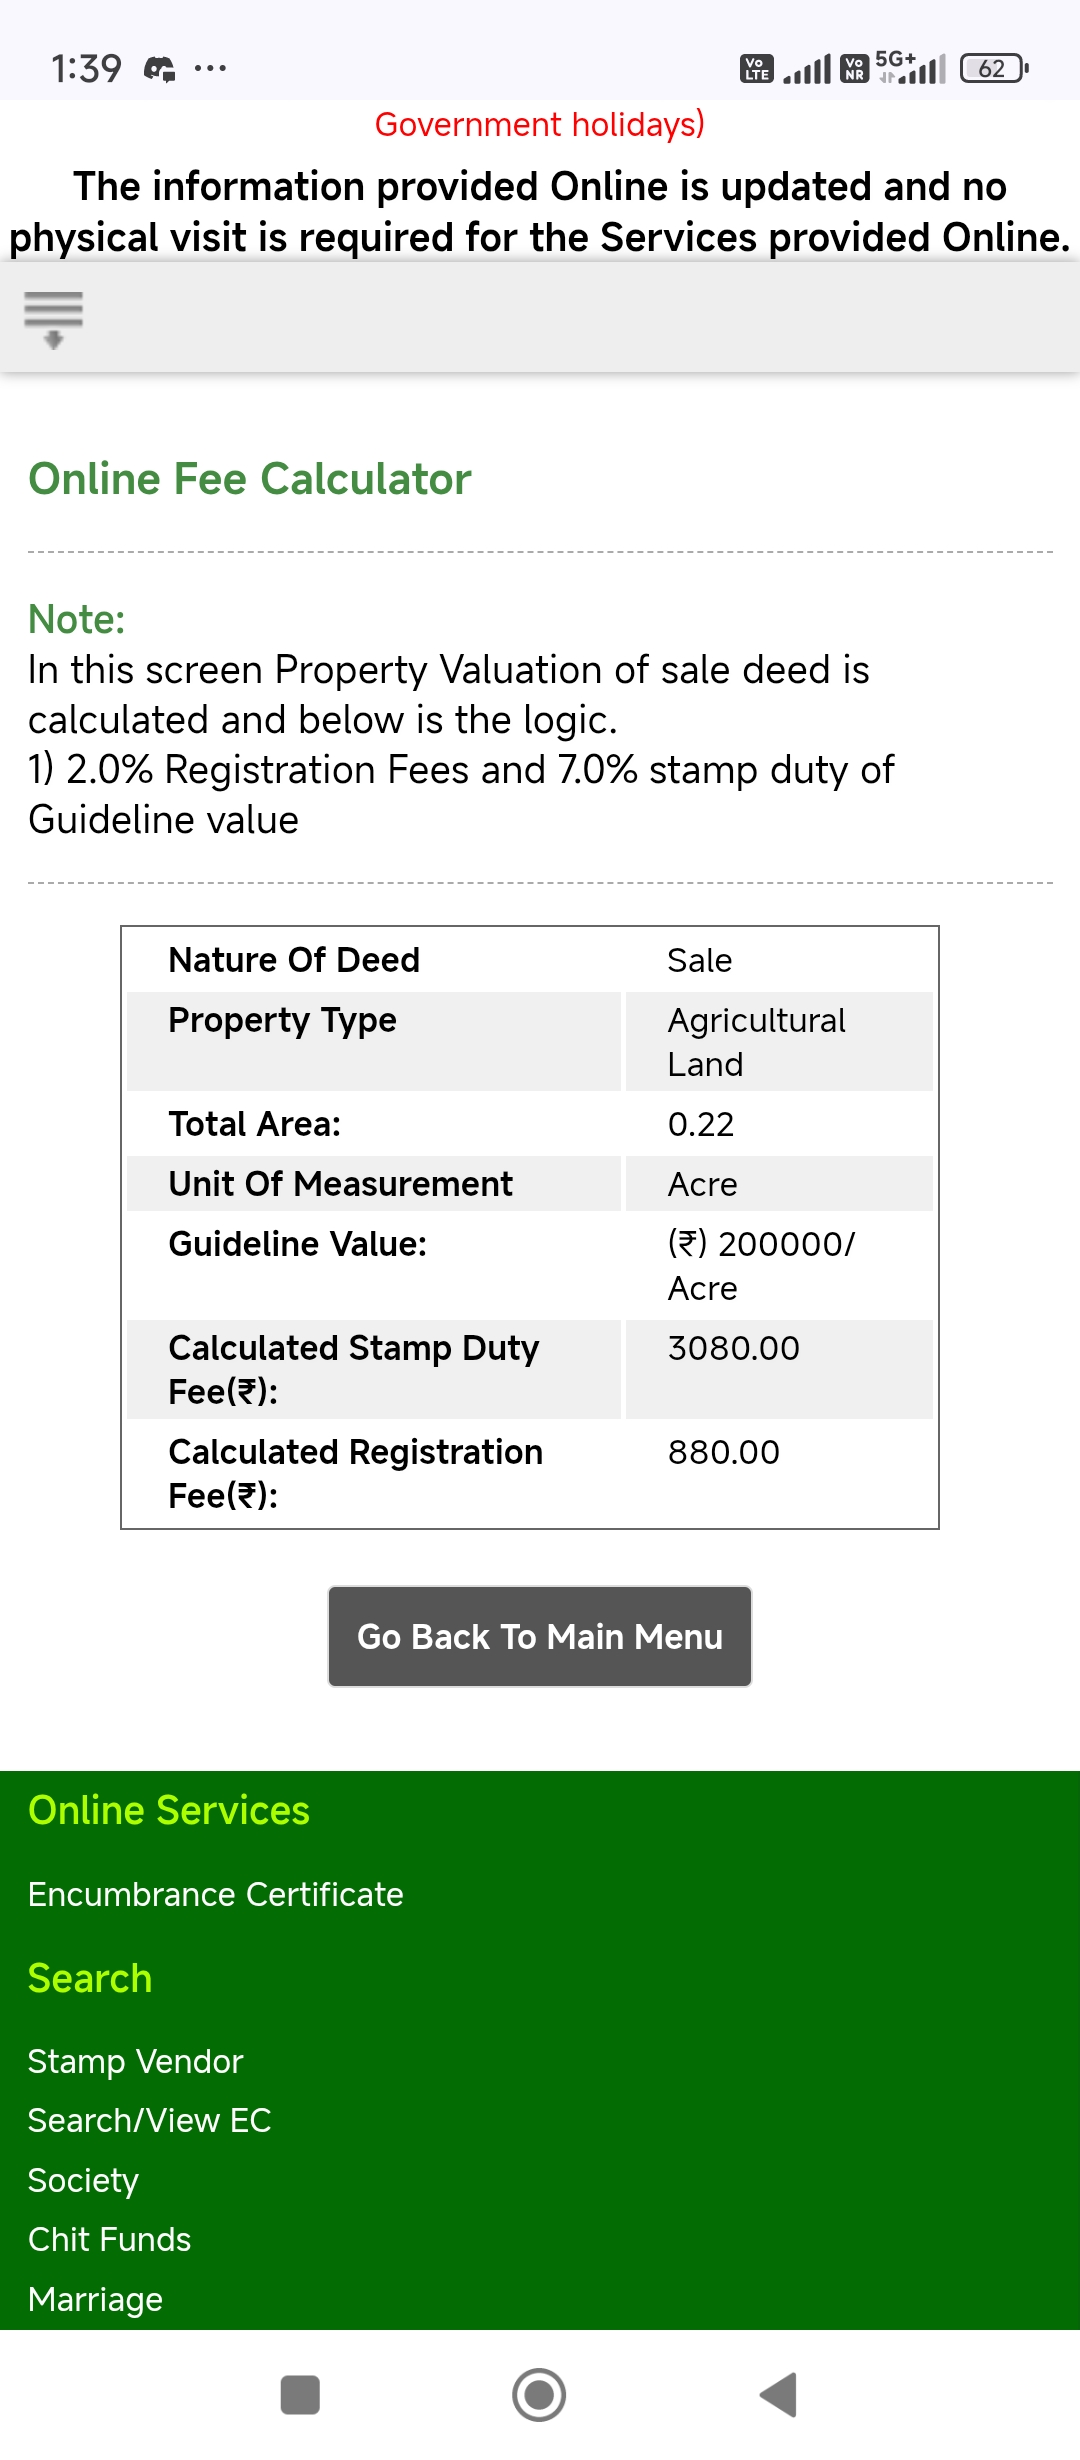 1:39 ... Vo LTE Vo NR 5G+ 62
Government holidays)
The information provided Online is updated and no
physical visit is required for the Services provided Online.
Online Fee Calculator
Note:
In this screen Property Valuation of sale deed is
calculated and below is the logic.
1) 2.0% Registration Fees and 7.0% stamp duty of
Guideline value
Nature Of Deed Sale
Property Type Agricultural
Land
Total Area: 0.22
Unit Of Measurement Acre
Guideline Value: (₹) 200000/
Acre
Calculated Stamp Duty 3080.00
Fee(₹):
Calculated Registration 880.00
Fee(₹):
Go Back To Main Menu
Online Services
Encumbrance Certificate
Search
Stamp Vendor
Search/View EC
Society
Chit Funds
Marriage